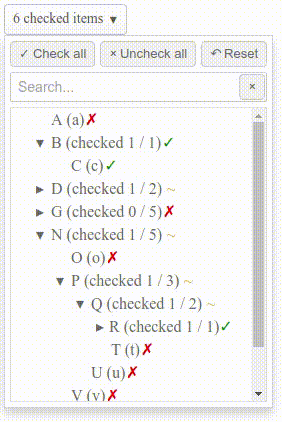 6 checked items ▼
✓ Check all × Uncheck all ↶ Reset
Search... ×
A (a)✗
▼ B (checked 1 / 1)✓
C (c)✓
► D (checked 1 / 2) ~
► G (checked 0 / 5)✗
▼ N (checked 1 / 5) ~
O (o)✗
▼ P (checked 1 / 3) ~
▼ Q (checked 1 / 2) ~
► R (checked 1 / 1)✓
T (t)✗
U (u)✗
V (v)✗